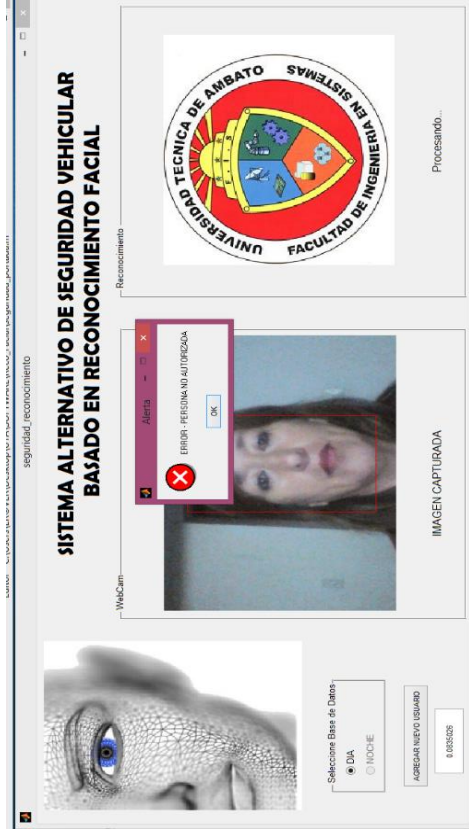 seguridad_reconocimiento
SISTEMA ALTERNATIVO DE SEGURIDAD VEHICULAR
BASADO EN RECONOCIMIENTO FACIAL
WebCam
Reconocimiento
Alerta
ERROR - PERSONA NO AUTORIZADA
OK
UNIVERSIDAD TECNICA DE AMBATO
FACULTAD DE INGENIERIA EN SISTEMAS
F I S
Seleccione Base de Datos
DIA
NOCHE
AGREGAR NUEVO USUARIO
0.0835026
IMAGEN CAPTURADA
Procesando...